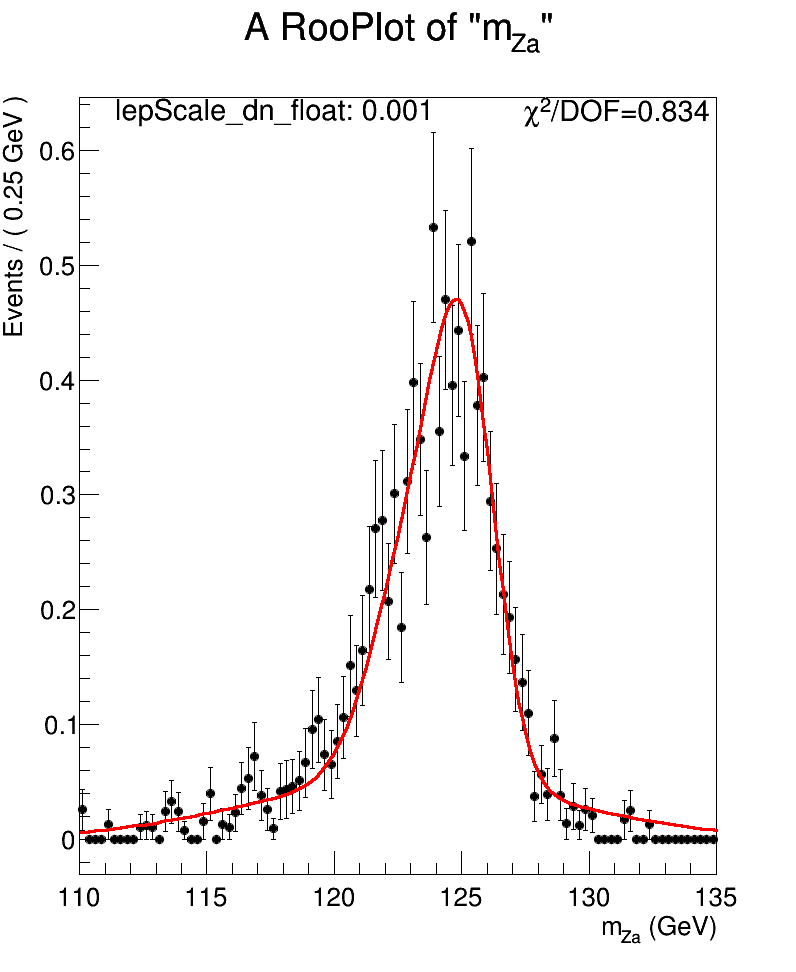 A RooPlot of "m_Za"
lepScale_dn_float: 0.001
χ²/DOF=0.834
Events / ( 0.25 GeV )
0.6
0.5
0.4
0.3
0.2
0.1
0
110 115 120 125 130 135
m_Za (GeV)